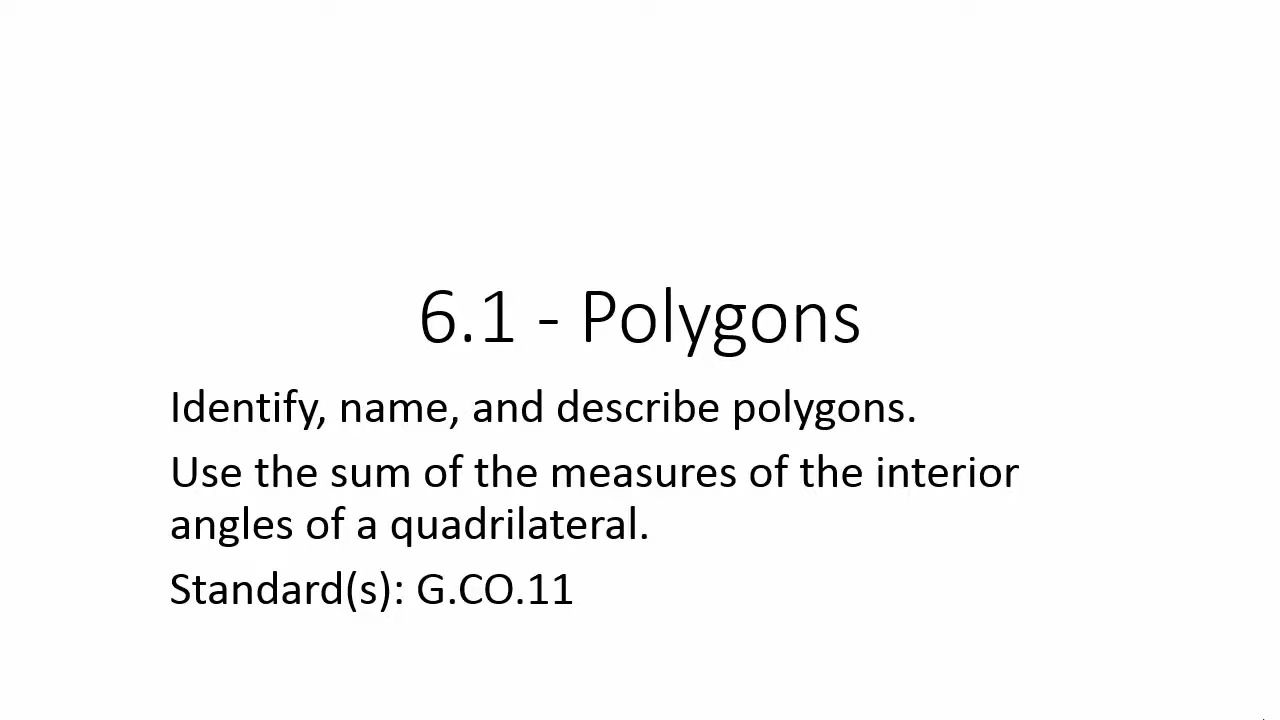 6.1 - Polygons
Identify, name, and describe polygons.
Use the sum of the measures of the interior
angles of a quadrilateral.
Standard(s): G.CO.11